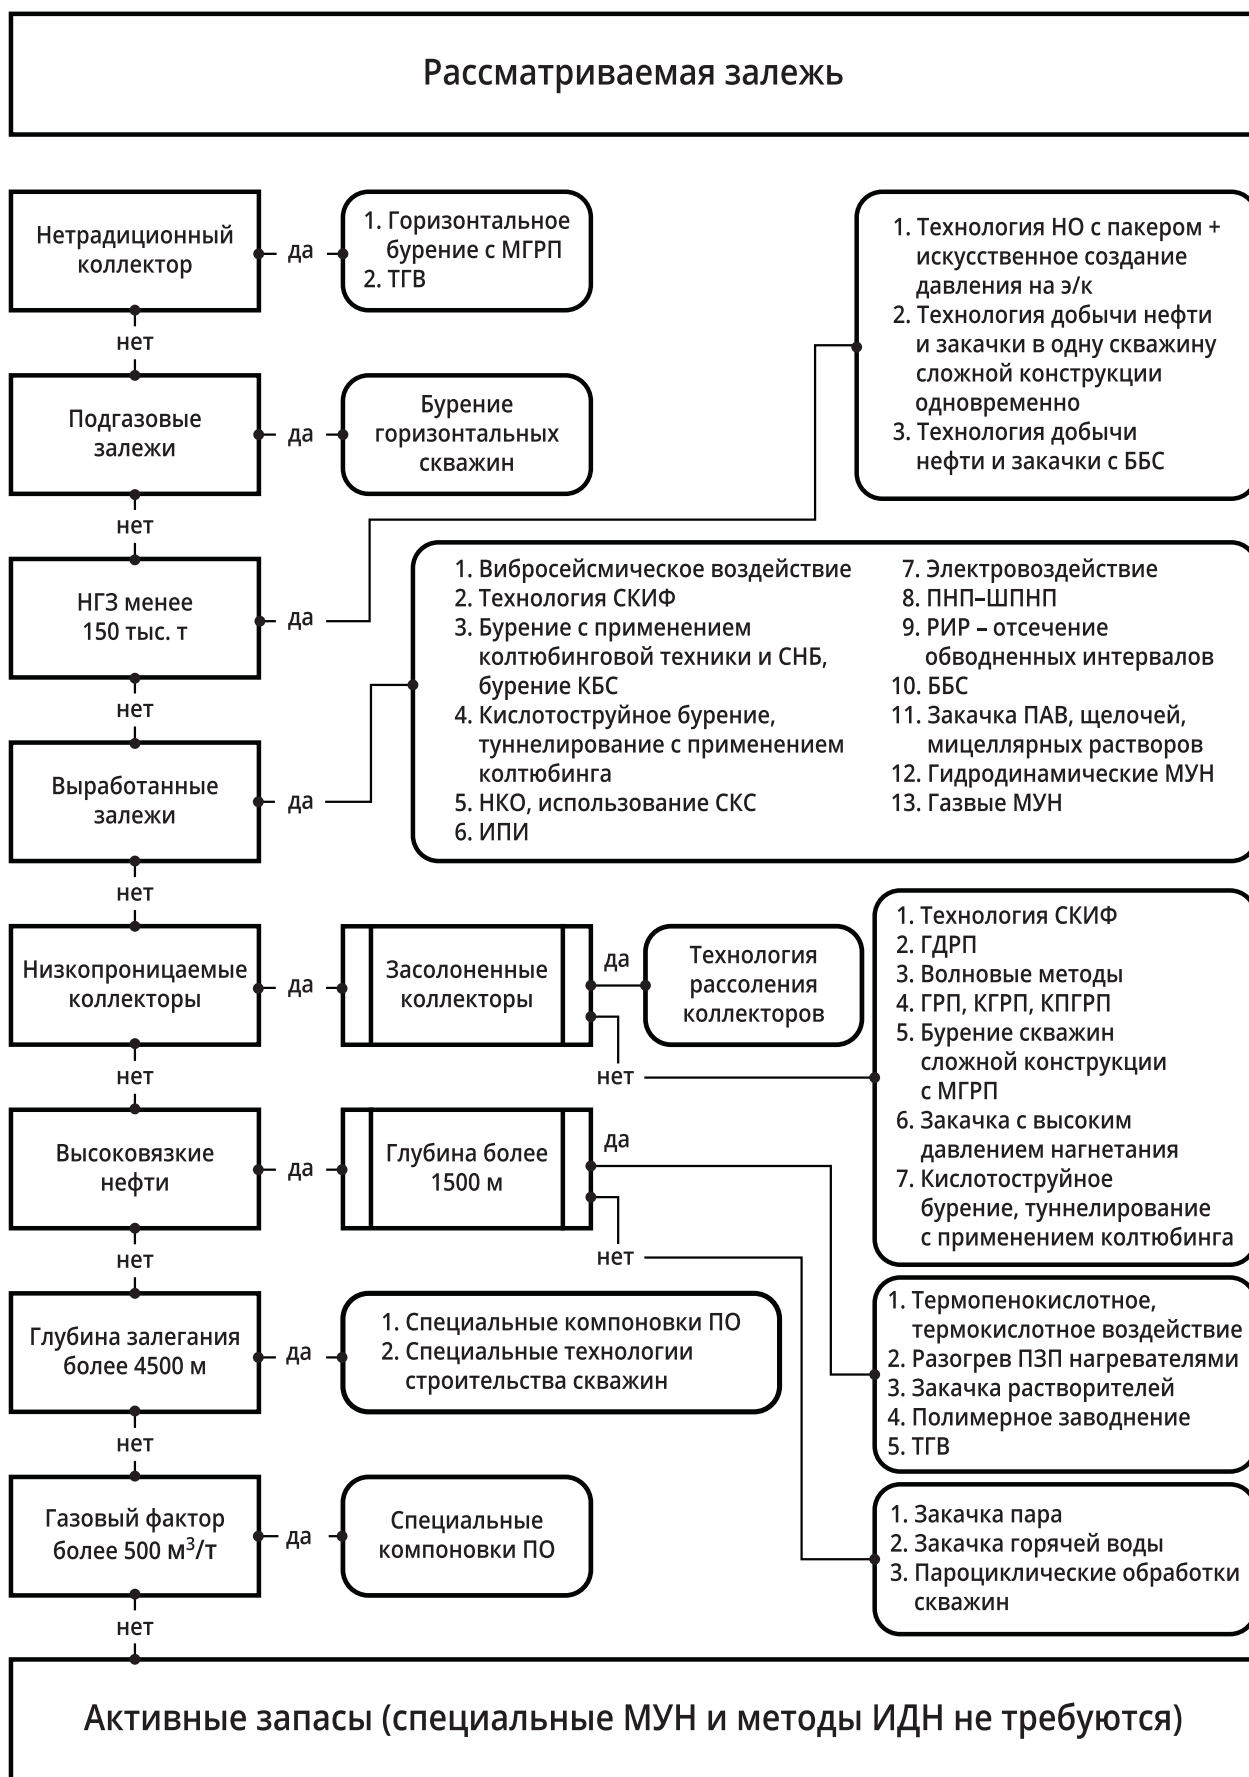 Рассматриваемая залежь
Нетрадиционный
коллектор
да
1. Горизонтальное
бурение с МГРП
2. ТГВ
1. Технология НО с пакером +
искусственное создание
давления на э/к
2. Технология добычи нефти
и закачки в одну скважину
сложной конструкции
одновременно
3. Технология добычи
нефти и закачки с ББС
нет
Подгазовые
залежи
да
Бурение
горизонтальных
скважин
нет
НГЗ менее
150 тыс. т
да
нет
1. Вибросейсмическое воздействие
2. Технология СКИФ
3. Бурение с применением
колтюбинговой техники и СНБ,
бурение КБС
4. Кислотоструйное бурение,
туннелирование с применением
колтюбинга
5. НКО, использование СКС
6. ИПИ
7. Электровоздействие
8. ПНП–ШПНП
9. РИР – отсечение
обводненных интервалов
10. ББС
11. Закачка ПАВ, щелочей,
мицеллярных растворов
12. Гидродинамические МУН
13. Газвые МУН
Выработанные
залежи
да
нет
Низкопроницаемые
коллекторы
да
Засолоненные
коллекторы
да
Технология
рассоления
коллекторов
нет
1. Технология СКИФ
2. ГДРП
3. Волновые методы
4. ГРП, КГРП, КПГРП
5. Бурение скважин
сложной конструкции
с МГРП
6. Закачка с высоким
давлением нагнетания
7. Кислотоструйное
бурение, туннелирование
с применением колтюбинга
нет
Высоковязкие
нефти
да
Глубина более
1500 м
да
нет
1. Термопенокислотное,
термокислотное воздействие
2. Разогрев ПЗП нагревателями
3. Закачка растворителей
4. Полимерное заводнение
5. ТГВ
нет
Глубина залегания
более 4500 м
да
1. Специальные компоновки ПО
2. Специальные технологии
строительства скважин
нет
Газовый фактор
более 500 м³/т
да
Специальные
компоновки ПО
1. Закачка пара
2. Закачка горячей воды
3. Пароциклические обработки
скважин
нет
Активные запасы (специальные МУН и методы ИДН не требуются)